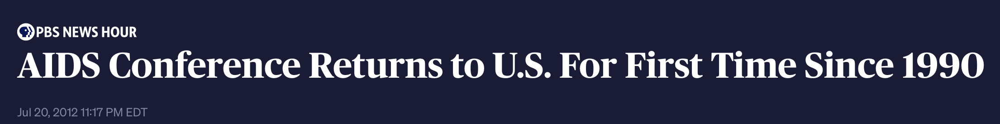 PBS NEWS HOUR
AIDS Conference Returns to U.S. For First Time Since 1990
Jul 20, 2012 11:17 PM EDT